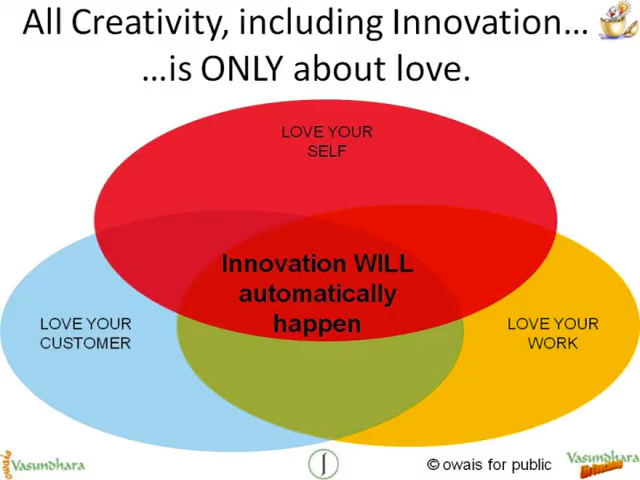 All Creativity, including Innovation…
…is ONLY about love.
LOVE YOUR
SELF
Innovation WILL
automatically
happen
LOVE YOUR
CUSTOMER
LOVE YOUR
WORK
Vasundhara
© owais for public
Vasundhara